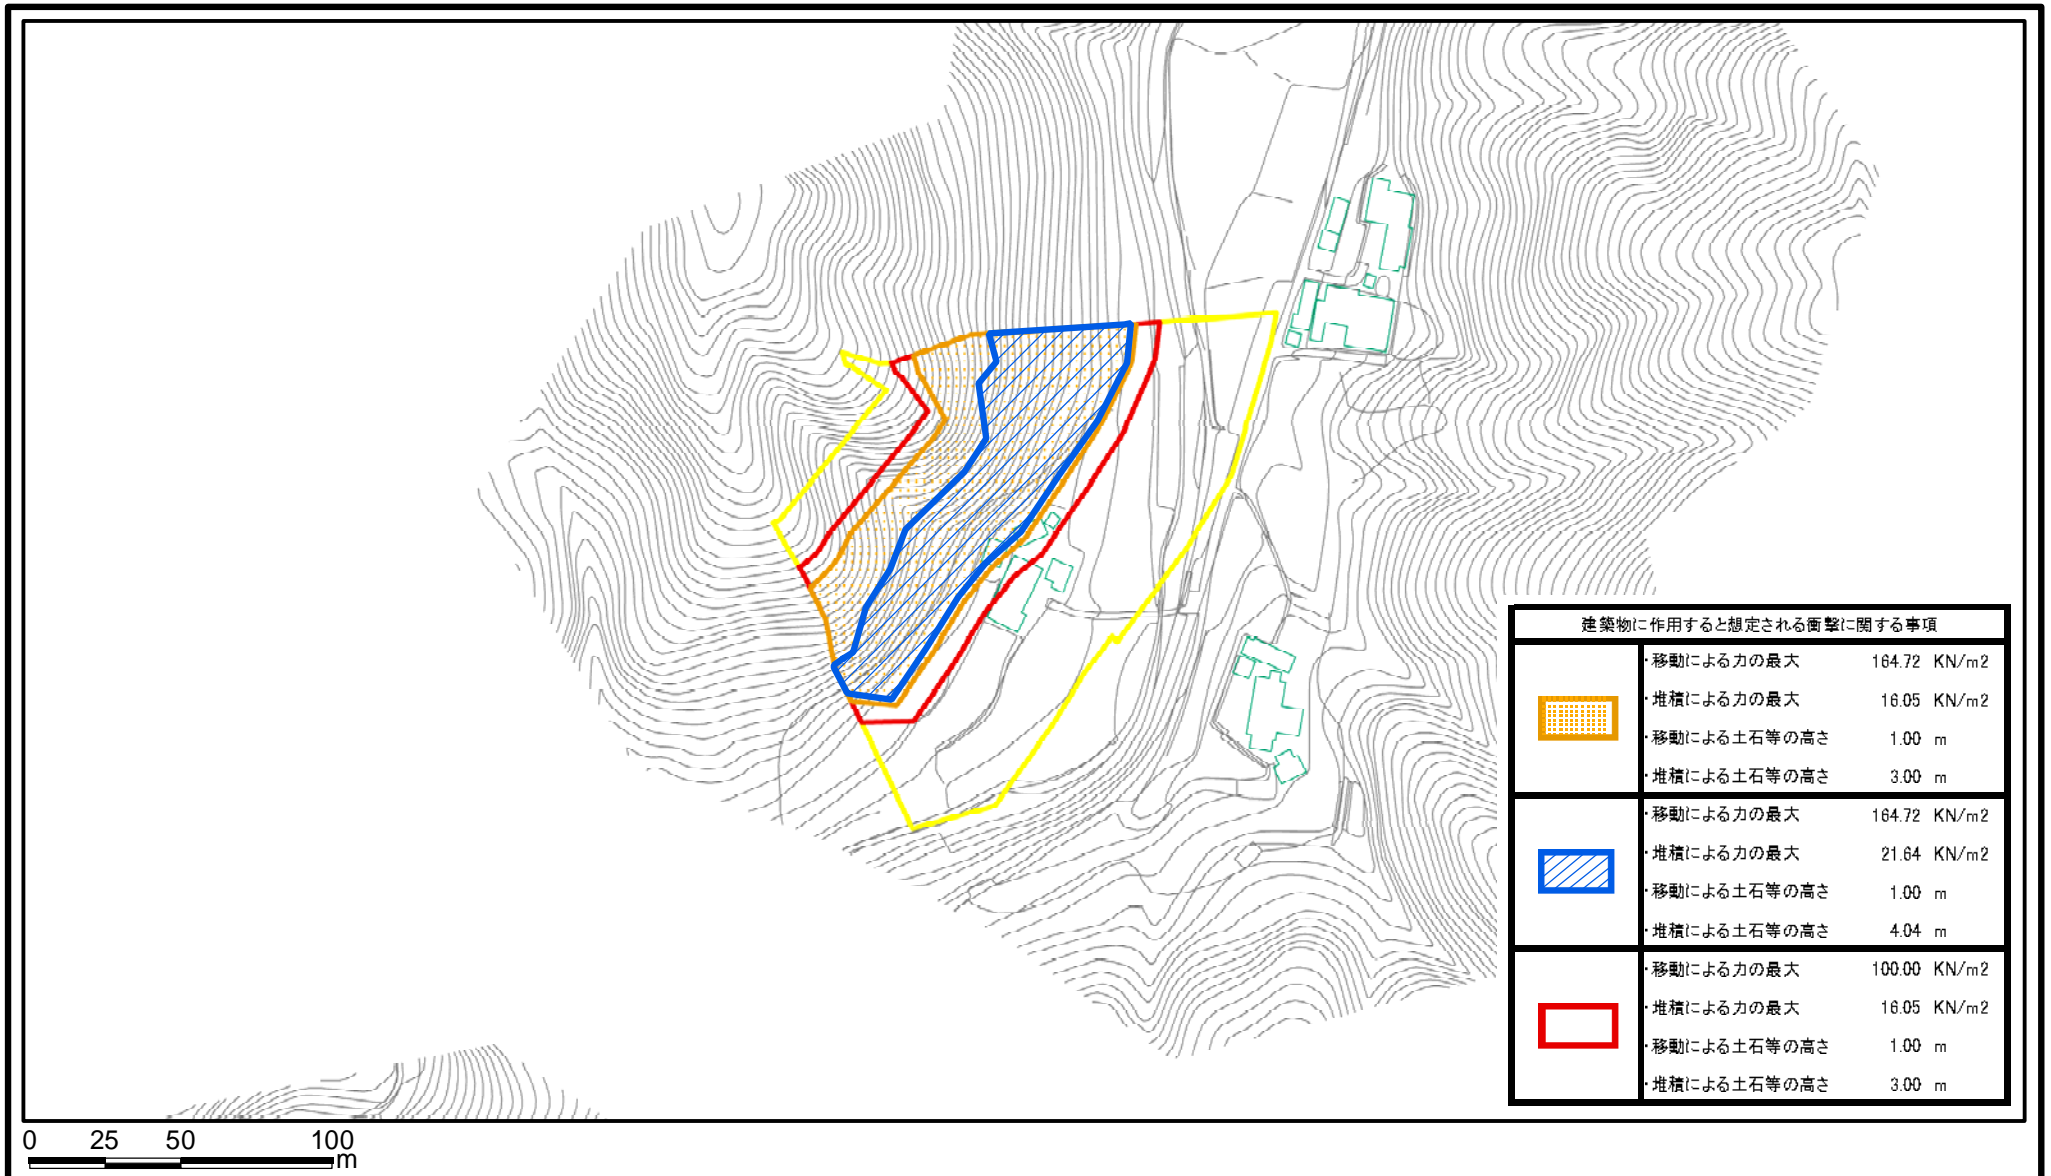 建築物に作用すると想定される衝撃に関する事項
・移動による力の最大 164.72 KN/m2
・堆積による力の最大 16.05 KN/m2
・移動による土石等の高さ 1.00 m
・堆積による土石等の高さ 3.00 m
・移動による力の最大 164.72 KN/m2
・堆積による力の最大 21.64 KN/m2
・移動による土石等の高さ 1.00 m
・堆積による土石等の高さ 4.04 m
・移動による力の最大 100.00 KN/m2
・堆積による力の最大 16.05 KN/m2
・移動による土石等の高さ 1.00 m
・堆積による土石等の高さ 3.00 m
0 25 50 100
m